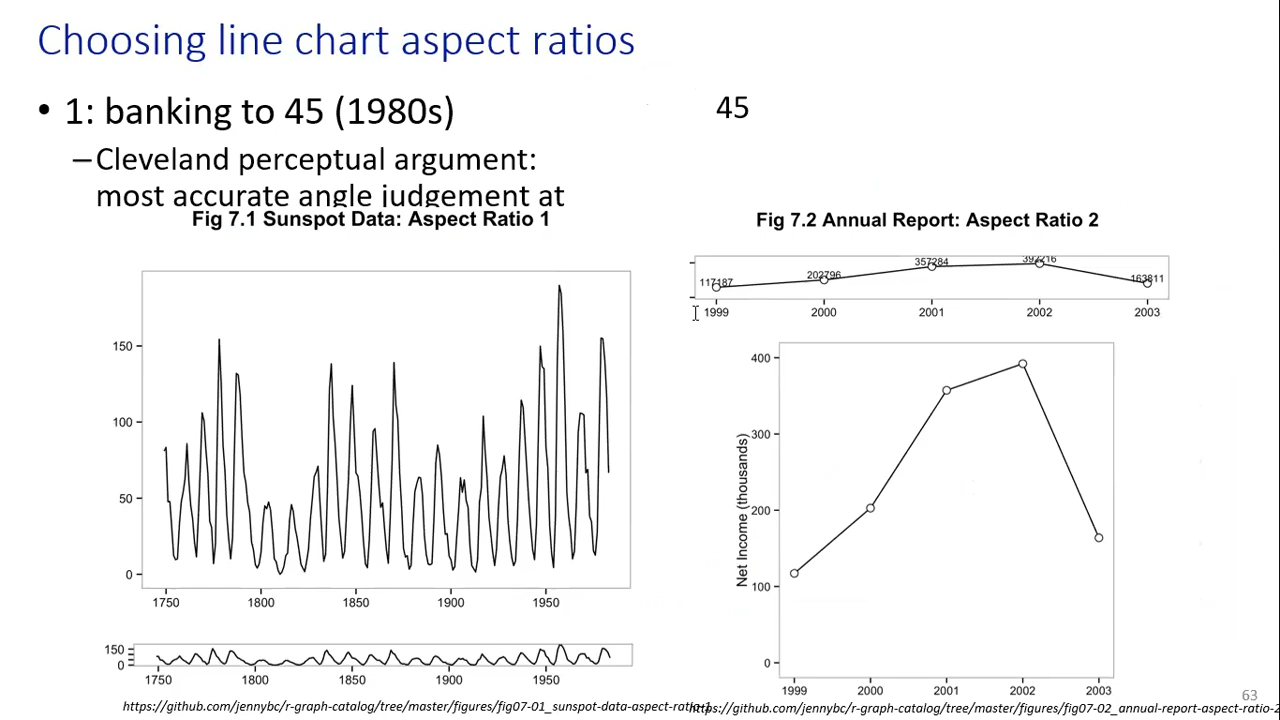 Choosing line chart aspect ratios
• 1: banking to 45 (1980s)
45
–Cleveland perceptual argument:
most accurate angle judgement at
Fig 7.1 Sunspot Data: Aspect Ratio 1
150
100
50
0
1750 1800 1850 1900 1950
150
0
1750 1800 1850 1900 1950
https://github.com/jennybc/r-graph-catalog/tree/master/figures/fig07-01_sunspot-data-aspect-ratio-1
Fig 7.2 Annual Report: Aspect Ratio 2
117187 202796 357284 392216 163811
1999 2000 2001 2002 2003
Net Income (thousands)
400
300
200
100
0
1999 2000 2001 2002 2003
https://github.com/jennybc/r-graph-catalog/tree/master/figures/fig07-02_annual-report-aspect-ratio-2
63